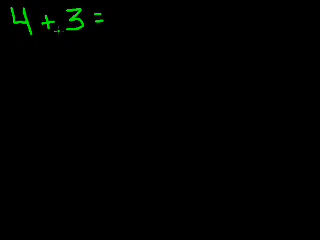 4 + 3 =